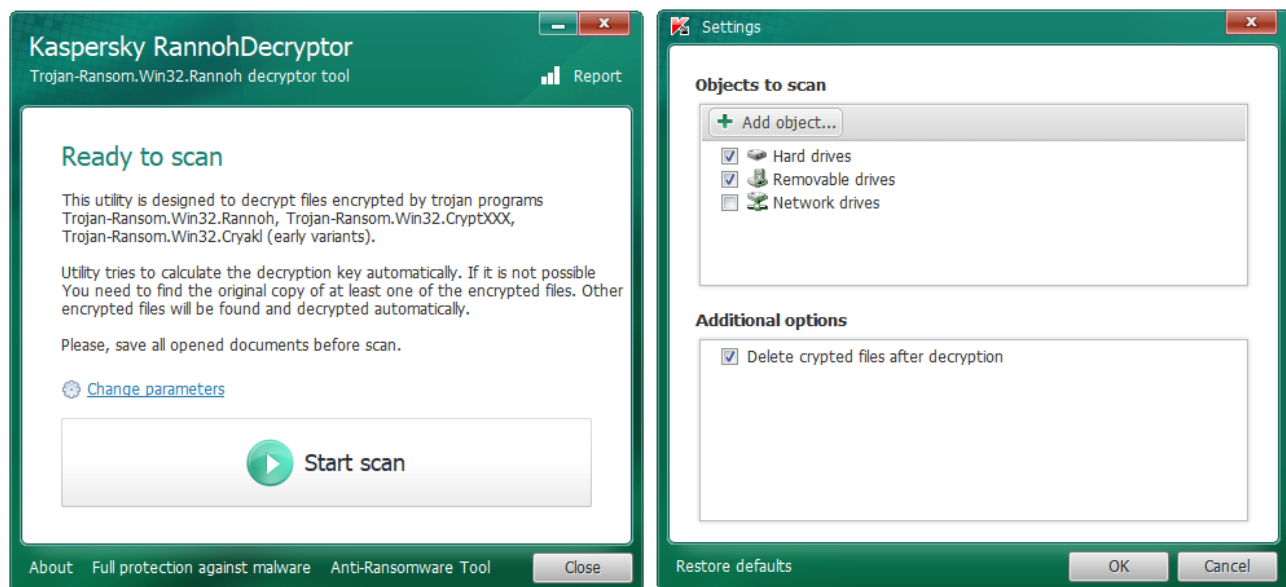 Kaspersky RannohDecryptor
Trojan-Ransom.Win32.Rannoh decryptor tool
Report
Ready to scan
This utility is designed to decrypt files encrypted by trojan programs
Trojan-Ransom.Win32.Rannoh, Trojan-Ransom.Win32.CryptXXX,
Trojan-Ransom.Win32.Cryakl (early variants).
Utility tries to calculate the decryption key automatically. If it is not possible
You need to find the original copy of at least one of the encrypted files. Other
encrypted files will be found and decrypted automatically.
Please, save all opened documents before scan.
Change parameters
Start scan
About
Full protection against malware
Anti-Ransomware Tool
Close
Settings
Objects to scan
Add object...
Hard drives
Removable drives
Network drives
Additional options
Delete crypted files after decryption
Restore defaults
OK
Cancel